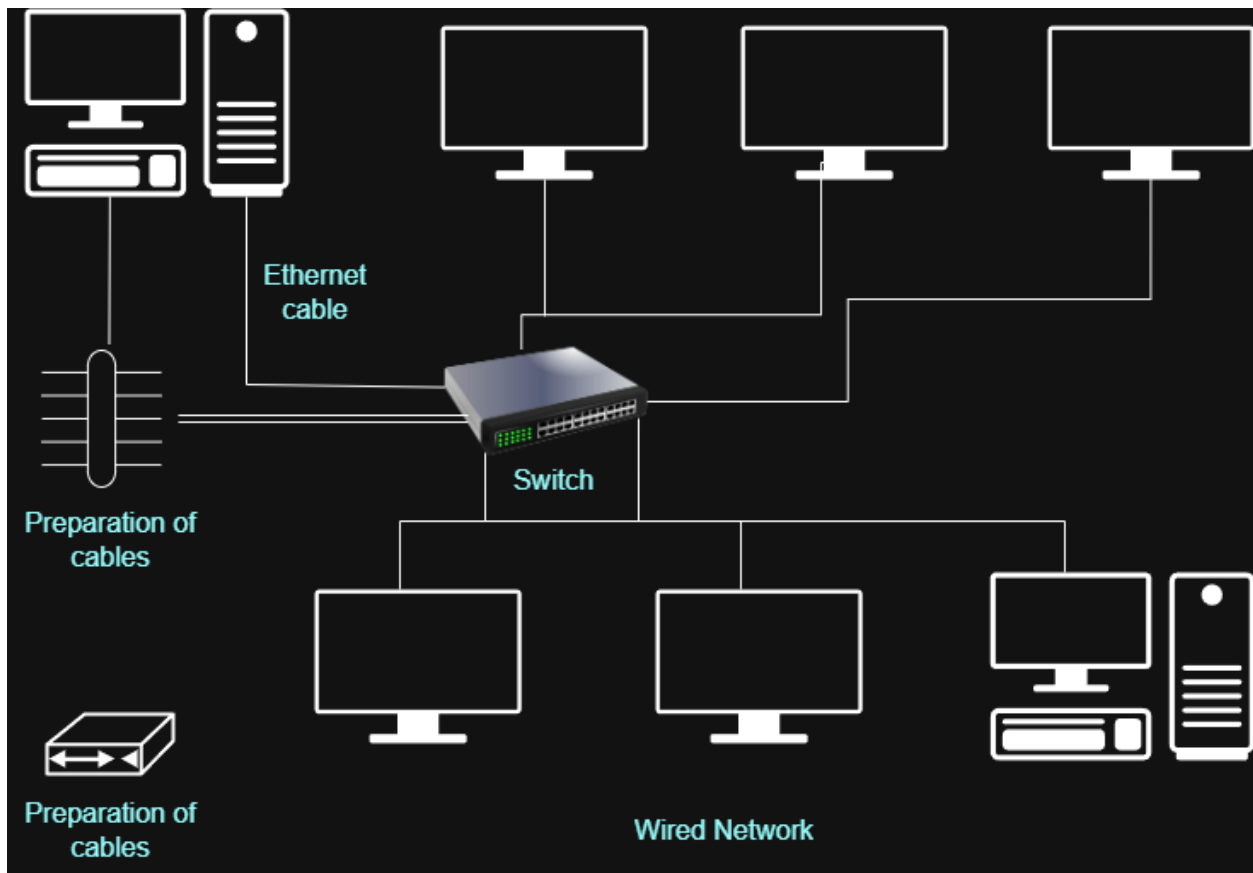 Ethernet
cable
Switch
Preparation of
cables
Preparation of
cables
Wired Network